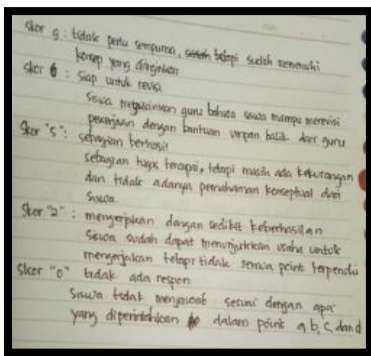 Skor 9 : tidak perlu sempurna, tetapi sudah memenuhi
konsep yang diinginkan
skor 6 : Siap untuk revisi
Siswa meyakinkan guru bahwa siswa mampu merevisi
pekerjaan dengan bantuan umpan balik dari guru
Skor "5" : sebagian berhasil
sebagian tugas tercapai, tetapi masih ada kekurangan
dan tidak adanya pemahaman konseptual dari
Siswa
Skor "2" : mengerjakan dengan sedikit keberhasilan
Siswa sudah dapat menunjukkan usaha untuk
mengerjakan tetapi tidak semua point terpenuhi
Skor "0" tidak ada respon
Siswa tidak menjawab sesuai dengan apa
yang diperintahkan dalam point a, b, c, dan d